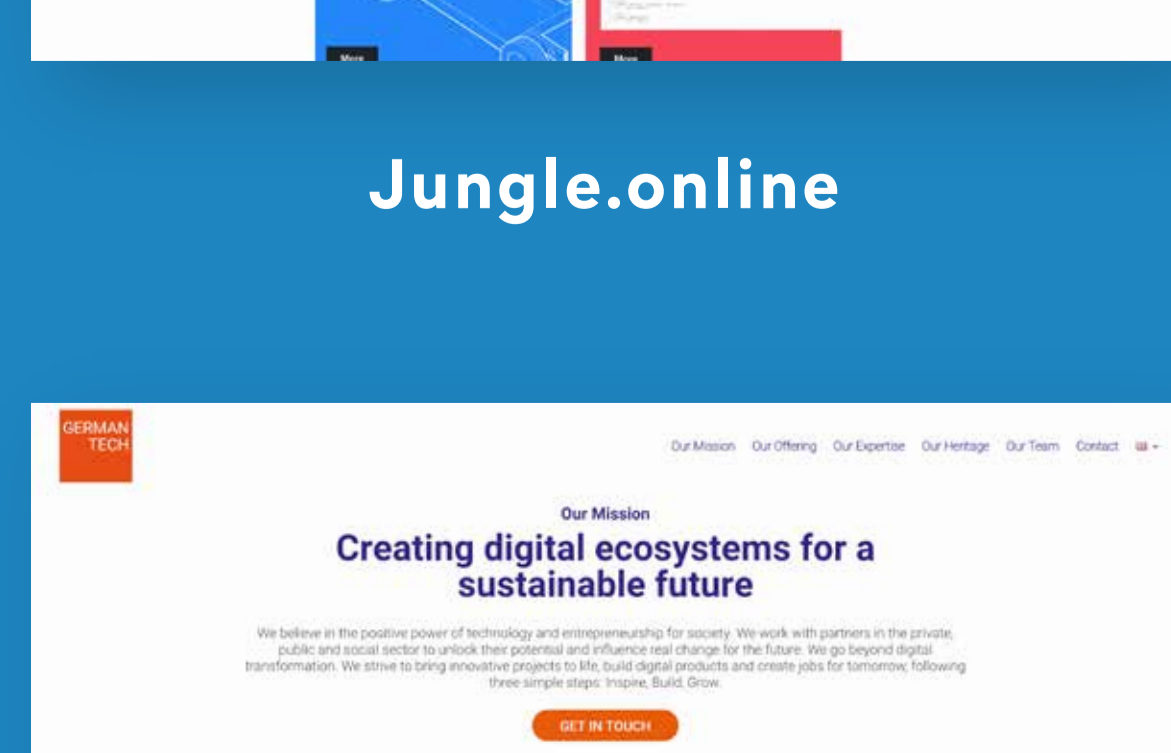 More More
Jungle.online
GERMAN
TECH
Our Mission Our Offering Our Expertise Our Heritage Our Team Contact
Our Mission
Creating digital ecosystems for a
sustainable future
We believe in the positive power of technology and entrepreneurship for society. We work with partners in the private,
public and social sector to unlock their potential and influence real change for the future. We go beyond digital
transformation. We strive to bring innovative projects to life, build digital products and create jobs for tomorrow, following
three simple steps: Inspire, Build, Grow.
GET IN TOUCH